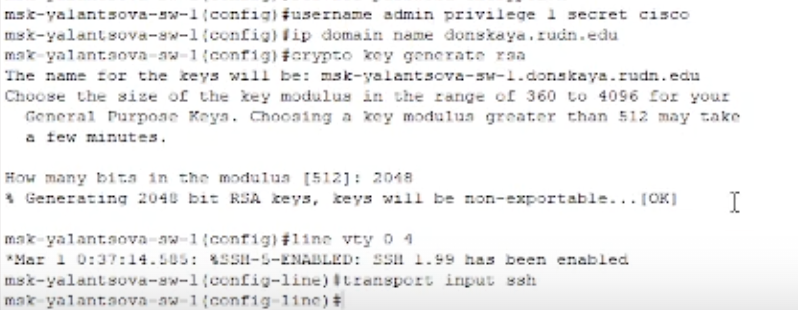 msk-yalantsova-sw-1(config)#username admin privilege 1 secret cisco
msk-yalantsova-sw-1(config)#ip domain name donskaya.rudn.edu
msk-yalantsova-sw-1(config)#crypto key generate rsa
The name for the keys will be: msk-yalantsova-sw-1.donskaya.rudn.edu
Choose the size of the key modulus in the range of 360 to 4096 for your
General Purpose Keys. Choosing a key modulus greater than 512 may take
a few minutes.
How many bits in the modulus [512]: 2048
% Generating 2048 bit RSA keys, keys will be non-exportable...[OK]
msk-yalantsova-sw-1(config)#line vty 0 4
*Mar 1 0:37:14.585: %SSH-5-ENABLED: SSH 1.99 has been enabled
msk-yalantsova-sw-1(config-line)#transport input ssh
msk-yalantsova-sw-1(config-line)#